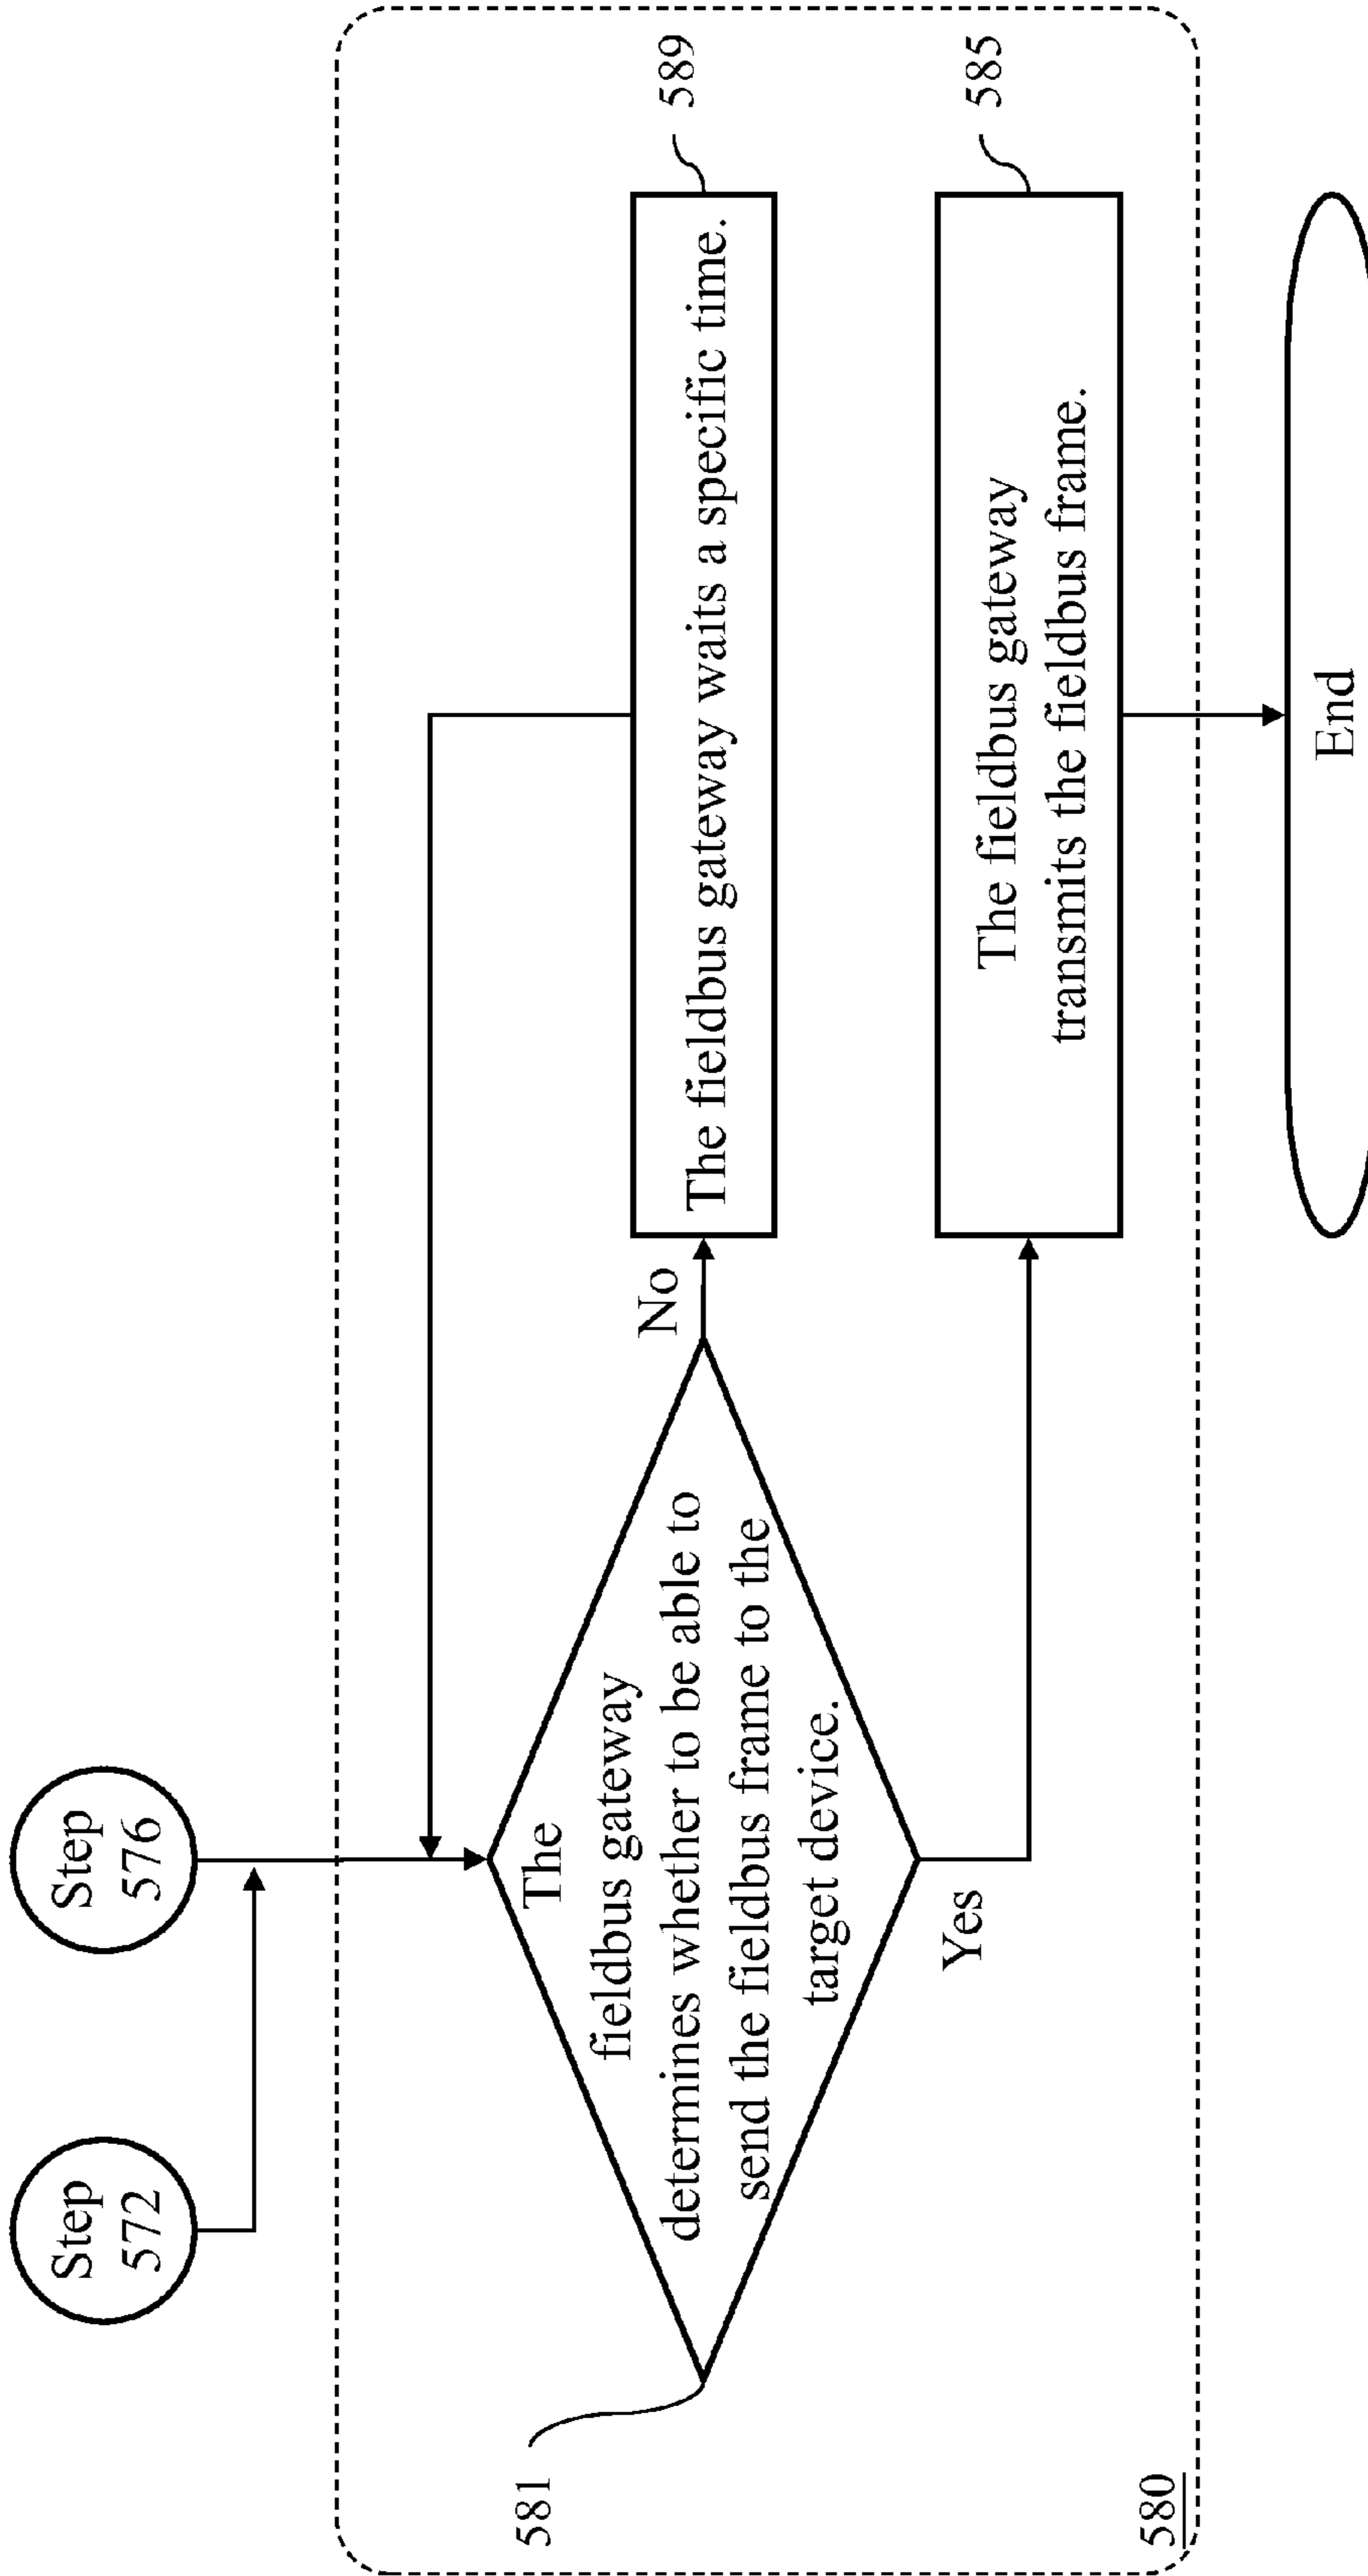 Step
572
Step
576
581
The
fieldbus gateway
determines whether to be able to
send the fieldbus frame to the
target device.
No
The fieldbus gateway waits a specific time.
589
Yes
The fieldbus gateway
transmits the fieldbus frame.
585
580
End